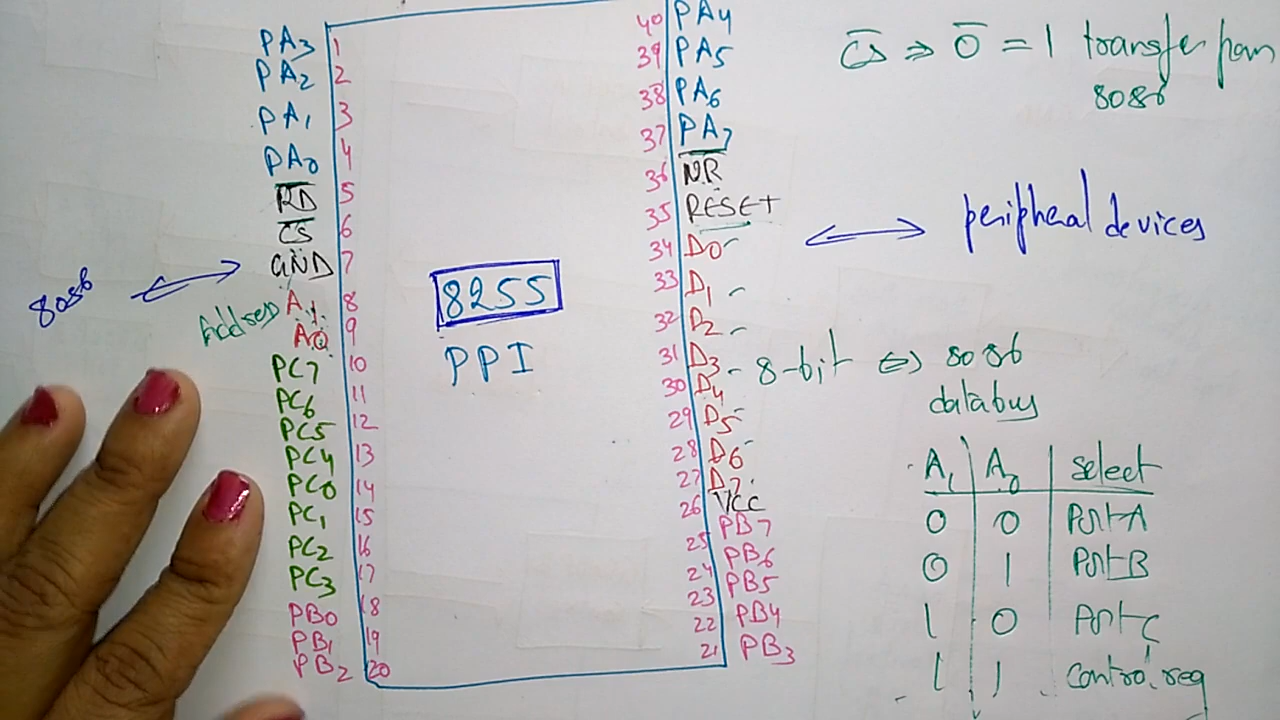 PA3 1
PA2 2
PA1 3
PA0 4
RD 5
CS 6
GND 7
Address A1 8
A0 9
PC7 10
PC6 11
PC5 12
PC4 13
PC0 14
PC1 15
PC2 16
PC3 17
PB0 18
PB1 19
PB2 20
8086
8255
PPI
40 PA4
39 PA5
38 PA6
37 PA7
36 WR
35 RESET
34 D0
33 D1
32 D2
31 D3
30 D4
29 D5
28 D6
27 D7
26 VCC
25 PB7
24 PB6
23 PB5
22 PB4
21 PB3
CS ⇒ 0 = 1 transfer from
8086
peripheral devices
8-bit ⇔ 8086
databus
A1 A0 select
0 0 Port-A
0 1 Port-B
1 0 Port-C
1 1 Control reg